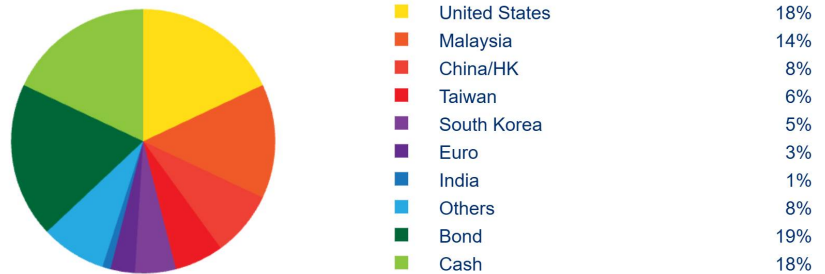 United States 18%
Malaysia 14%
China/HK 8%
Taiwan 6%
South Korea 5%
Euro 3%
India 1%
Others 8%
Bond 19%
Cash 18%